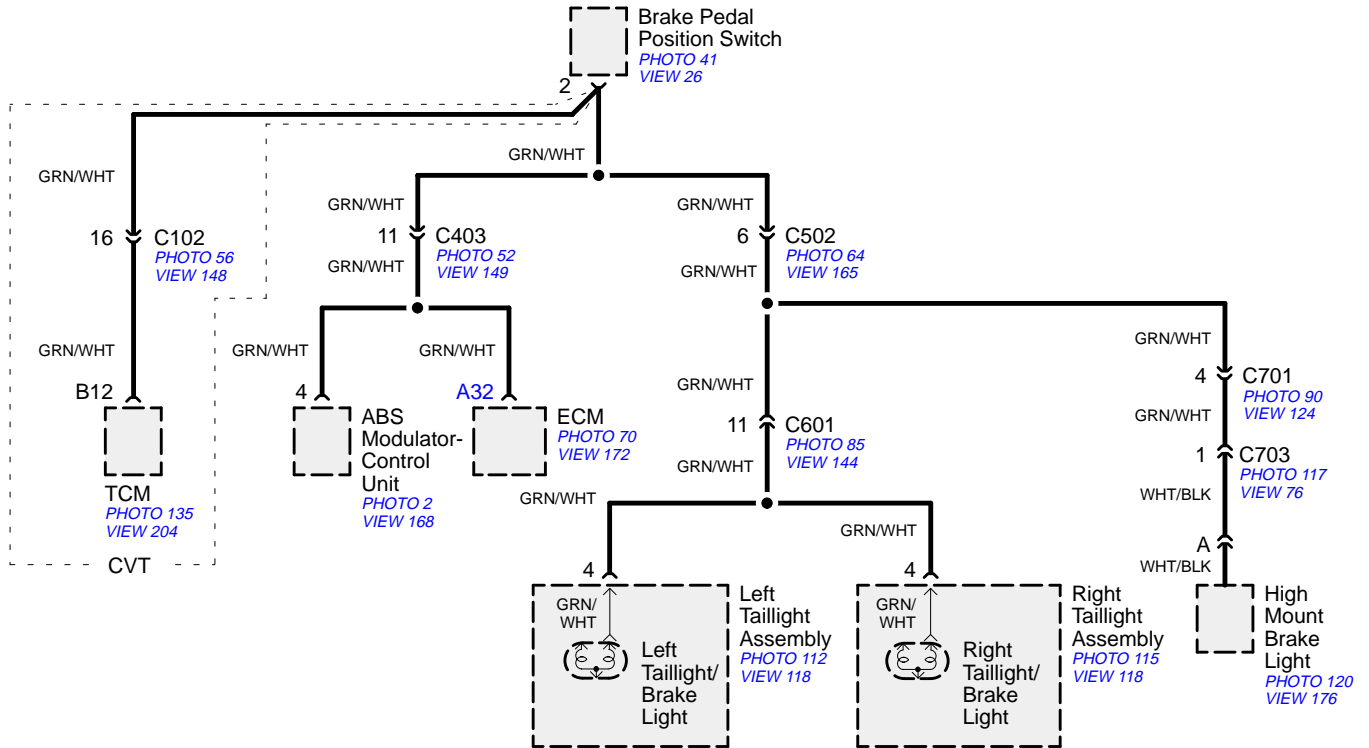 Brake Pedal
Position Switch
PHOTO 41
VIEW 26
2
GRN/WHT
GRN/WHT
16
C102
PHOTO 56
VIEW 148
GRN/WHT
B12
TCM
PHOTO 135
VIEW 204
CVT
GRN/WHT
11
C403
PHOTO 52
VIEW 149
GRN/WHT
GRN/WHT
4
ABS
Modulator-
Control
Unit
PHOTO 2
VIEW 168
GRN/WHT
A32
ECM
PHOTO 70
VIEW 172
GRN/WHT
6
C502
PHOTO 64
VIEW 165
GRN/WHT
GRN/WHT
11
C601
PHOTO 85
VIEW 144
GRN/WHT
GRN/WHT
4
GRN/
WHT
Left
Taillight/
Brake
Light
Left
Taillight
Assembly
PHOTO 112
VIEW 118
GRN/WHT
4
GRN/
WHT
Right
Taillight/
Brake
Light
Right
Taillight
Assembly
PHOTO 115
VIEW 118
GRN/WHT
4
C701
PHOTO 90
VIEW 124
GRN/WHT
1
C703
PHOTO 117
VIEW 76
WHT/BLK
A
WHT/BLK
High
Mount
Brake
Light
PHOTO 120
VIEW 176